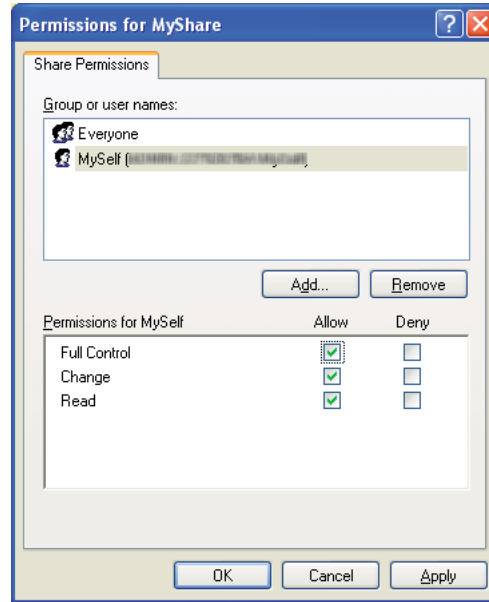 Permissions for MyShare
Share Permissions
Group or user names:
Everyone
MySelf (
Add... Remove
Permissions for MySelf Allow Deny
Full Control
Change
Read
OK Cancel Apply